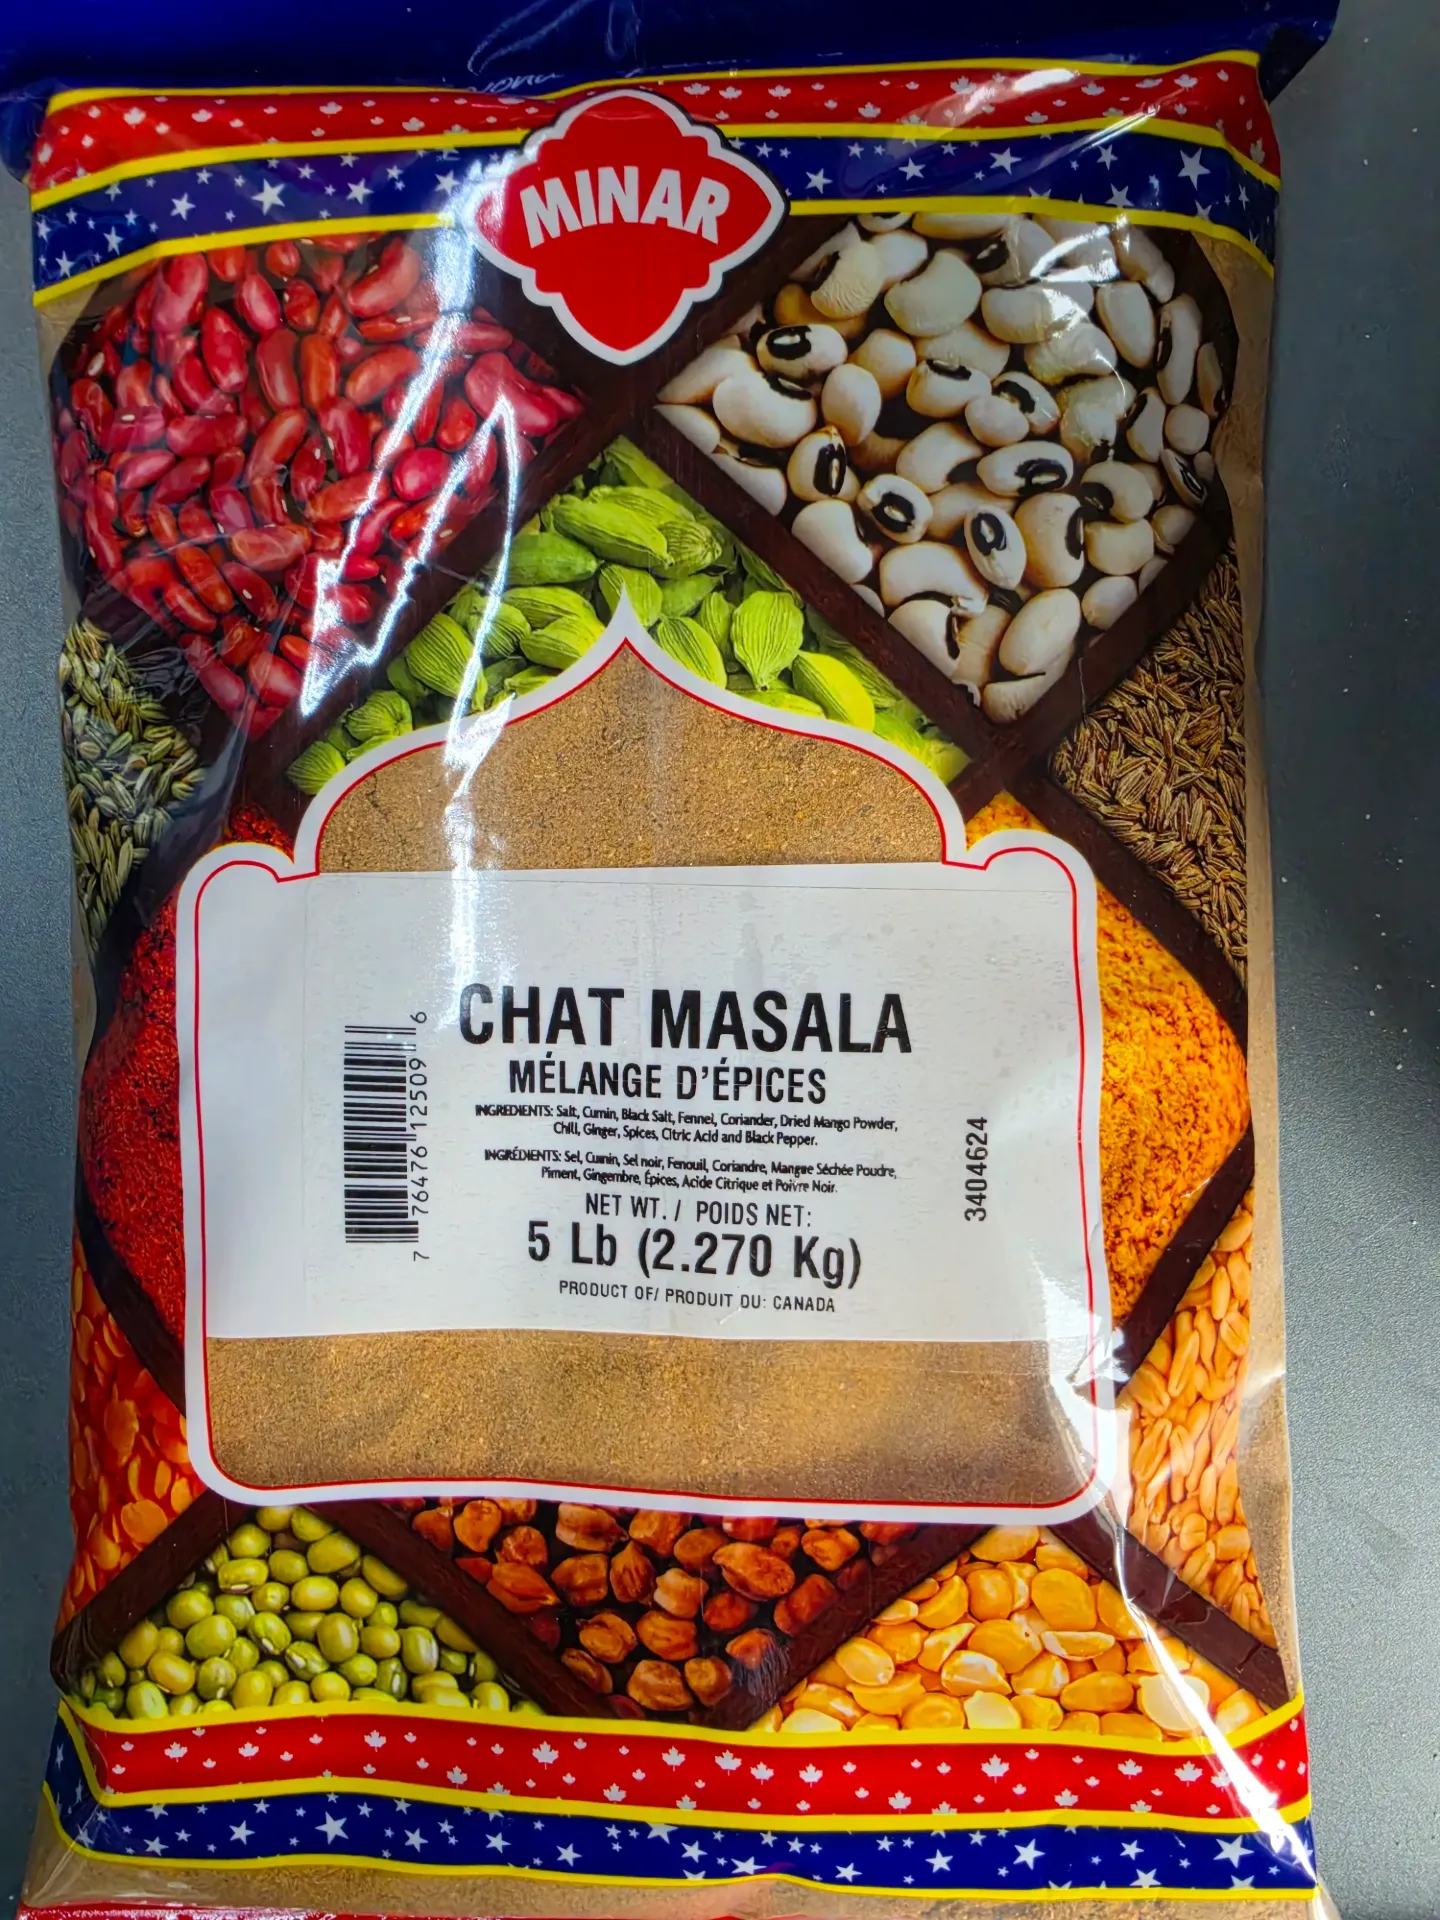 MINAR
CHAT MASALA
MÉLANGE D'ÉPICES
INGREDIENTS: Salt, Cumin, Black Salt, Fennel, Coriander, Dried Mango Powder,
Chili, Ginger, Spices, Citric Acid and Black Pepper.
INGRÉDIENTS: Sel, Cumin, Sel noir, Fenouil, Coriandre, Mangue Séchée Poudre,
Piment, Gingembre, Épices, Acide Citrique et Poivre Noir.
NET WT. / POIDS NET:
5 Lb (2.270 Kg)
PRODUCT OF/ PRODUIT DU: CANADA
7 76476 12509 6
3404624